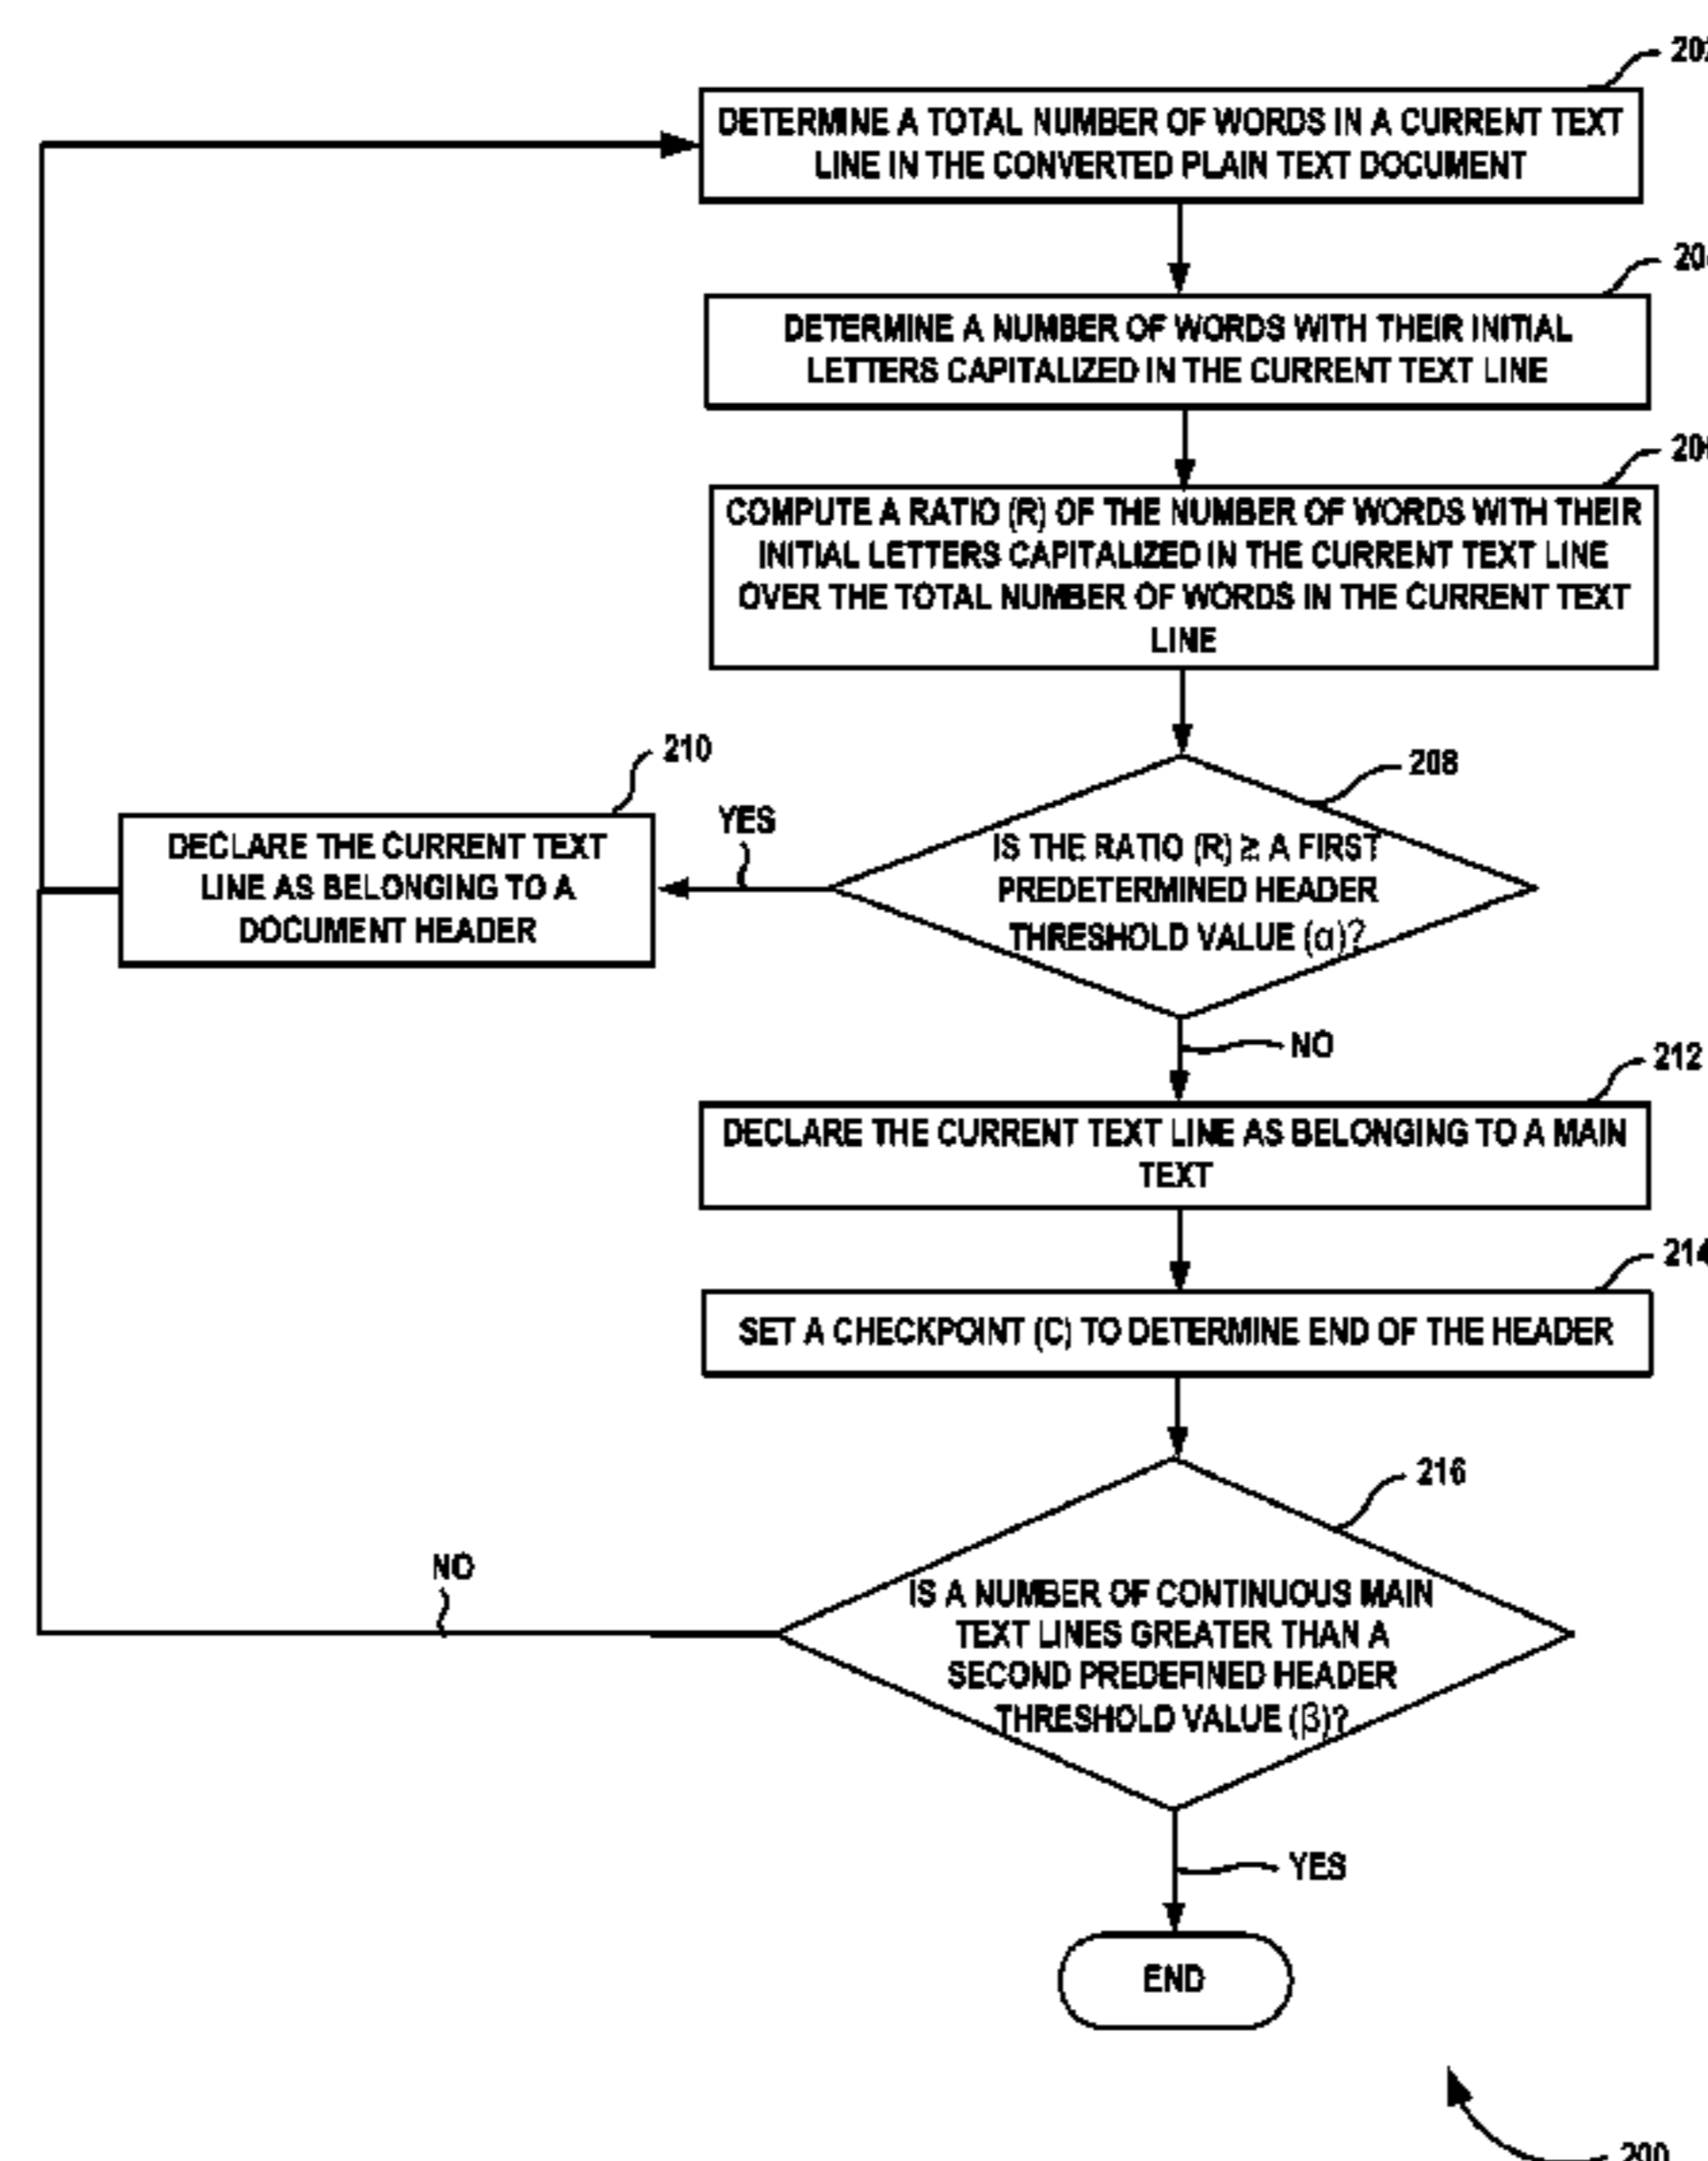 DETERMINE A TOTAL NUMBER OF WORDS IN A CURRENT TEXT
LINE IN THE CONVERTED PLAIN TEXT DOCUMENT
DETERMINE A NUMBER OF WORDS WITH THEIR INITIAL
LETTERS CAPITALIZED IN THE CURRENT TEXT LINE
COMPUTE A RATIO (R) OF THE NUMBER OF WORDS WITH THEIR
INITIAL LETTERS CAPITALIZED IN THE CURRENT TEXT LINE
OVER THE TOTAL NUMBER OF WORDS IN THE CURRENT TEXT
LINE
210
208
YES
IS THE RATIO (R) ≥ A FIRST
PREDETERMINED HEADER
THRESHOLD VALUE (α)?
DECLARE THE CURRENT TEXT
LINE AS BELONGING TO A
DOCUMENT HEADER
NO
212
DECLARE THE CURRENT TEXT LINE AS BELONGING TO A MAIN
TEXT
214
SET A CHECKPOINT (C) TO DETERMINE END OF THE HEADER
216
NO
IS A NUMBER OF CONTINUOUS MAIN
TEXT LINES GREATER THAN A
SECOND PREDEFINED HEADER
THRESHOLD VALUE (β)?
YES
END
200